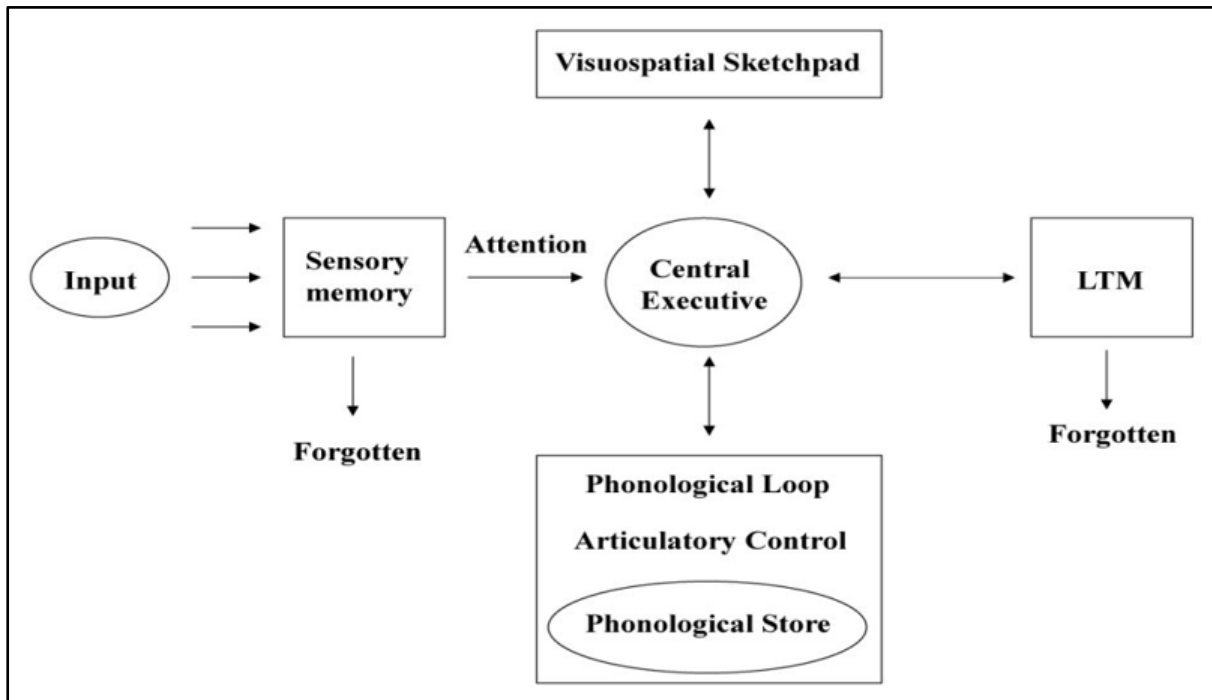 Visuospatial Sketchpad
Input
Sensory
memory
Attention
Central
Executive
LTM
Forgotten
Forgotten
Phonological Loop
Articulatory Control
Phonological Store